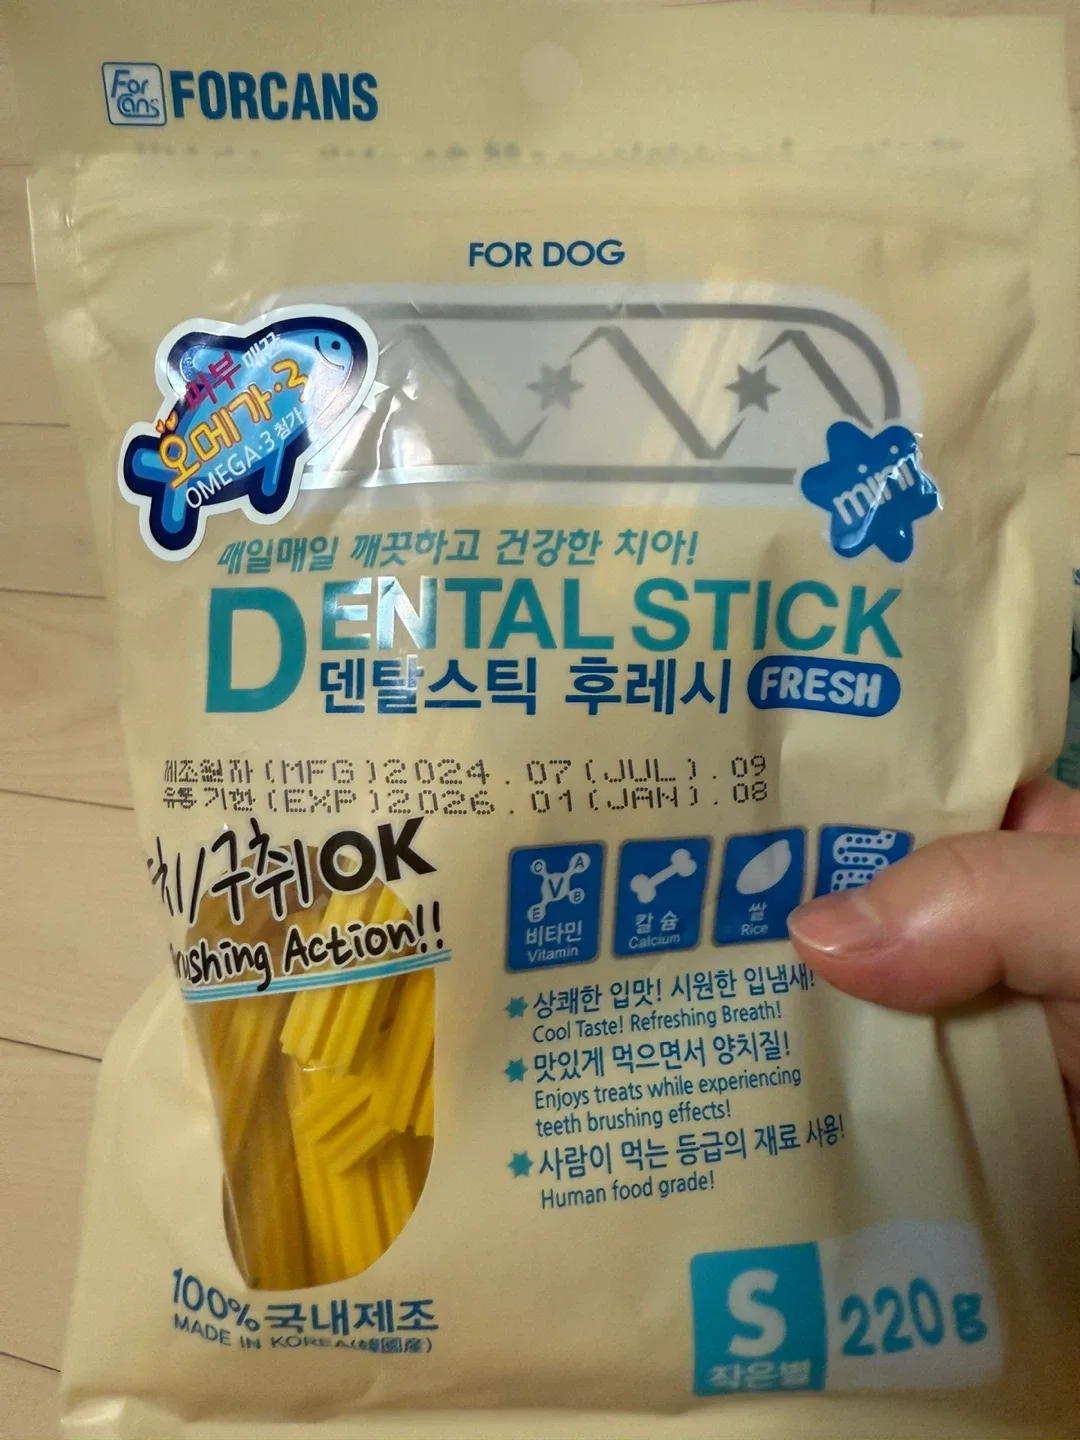 For Cans
FORCANS
FOR DOG
피부 매끈
오메가·3
OMEGA·3 첨가
mini
매일매일 깨끗하고 건강한 치아!
DENTAL STICK
덴탈스틱 후레시 FRESH
제조일자(MFG)2024.07(JUL).09
유통기한(EXP)2026.01(JAN).08
치/구취OK
Brushing Action!!
C A V E B
비타민
Vitamin
칼슘
Calcium
쌀
Rice
상쾌한 입맛! 시원한 입냄새!
Cool Taste! Refreshing Breath!
맛있게 먹으면서 양치질!
Enjoys treats while experiencing
teeth brushing effects!
사람이 먹는 등급의 재료 사용!
Human food grade!
100% 국내제조
MADE IN KOREA(韓國産)
S
작은별
220g